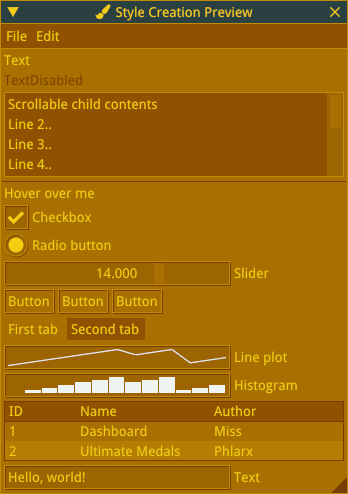 Style Creation Preview
File Edit
Text
TextDisabled
Scrollable child contents
Line 2..
Line 3..
Line 4..
Hover over me
Checkbox
Radio button
14.000 Slider
Button Button Button
First tab Second tab
Line plot
Histogram
ID Name Author
1 Dashboard Miss
2 Ultimate Medals Phlarx
Hello, world! Text